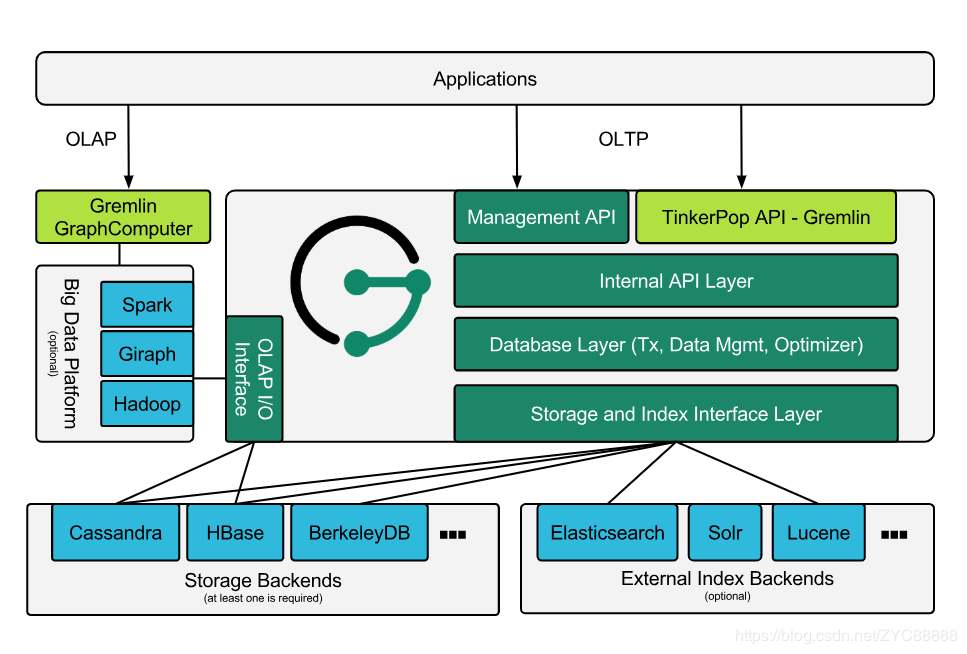 Applications
OLAP
OLTP
Gremlin
GraphComputer
Management API
TinkerPop API - Gremlin
Big Data Platform
(optional)
Spark
Giraph
Hadoop
OLAP I/O
Interface
Internal API Layer
Database Layer (Tx, Data Mgmt, Optimizer)
Storage and Index Interface Layer
Cassandra
HBase
BerkeleyDB
Storage Backends
(at least one is required)
Elasticsearch
Solr
Lucene
External Index Backends
(optional)
https://blog.csdn.net/ZYC88888